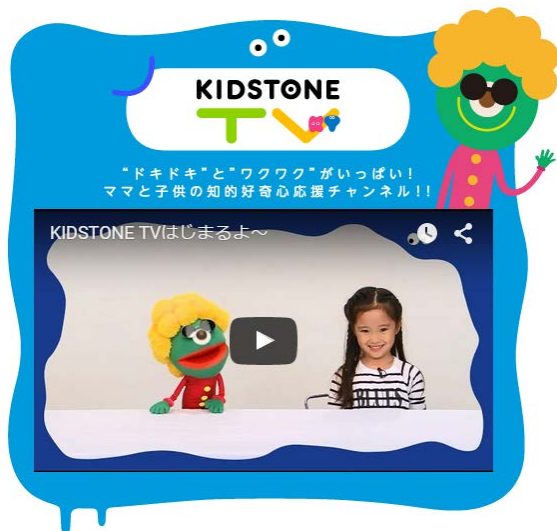 KIDSTONE
TV
“ドキドキ”と”ワクワク”がいっぱい!
ママと子供の知的好奇心応援チャンネル!!
KIDSTONE TVはじまるよ〜